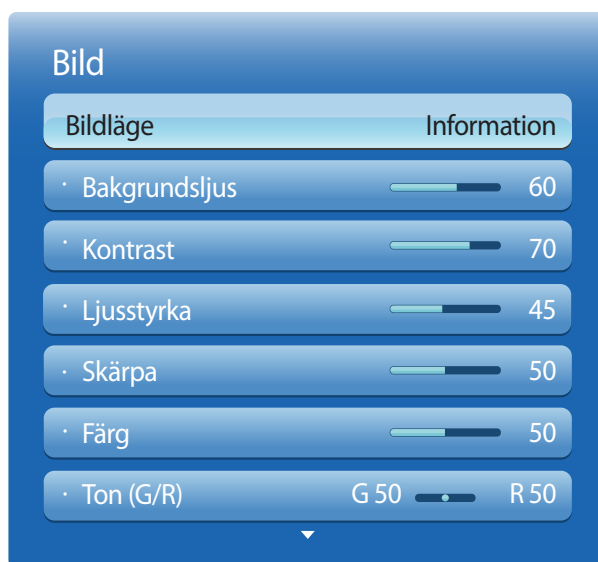 Bild
Bildläge Information
· Bakgrundsljus 60
· Kontrast 70
· Ljusstyrka 45
· Skärpa 50
· Färg 50
· Ton (G/R) G 50 R 50